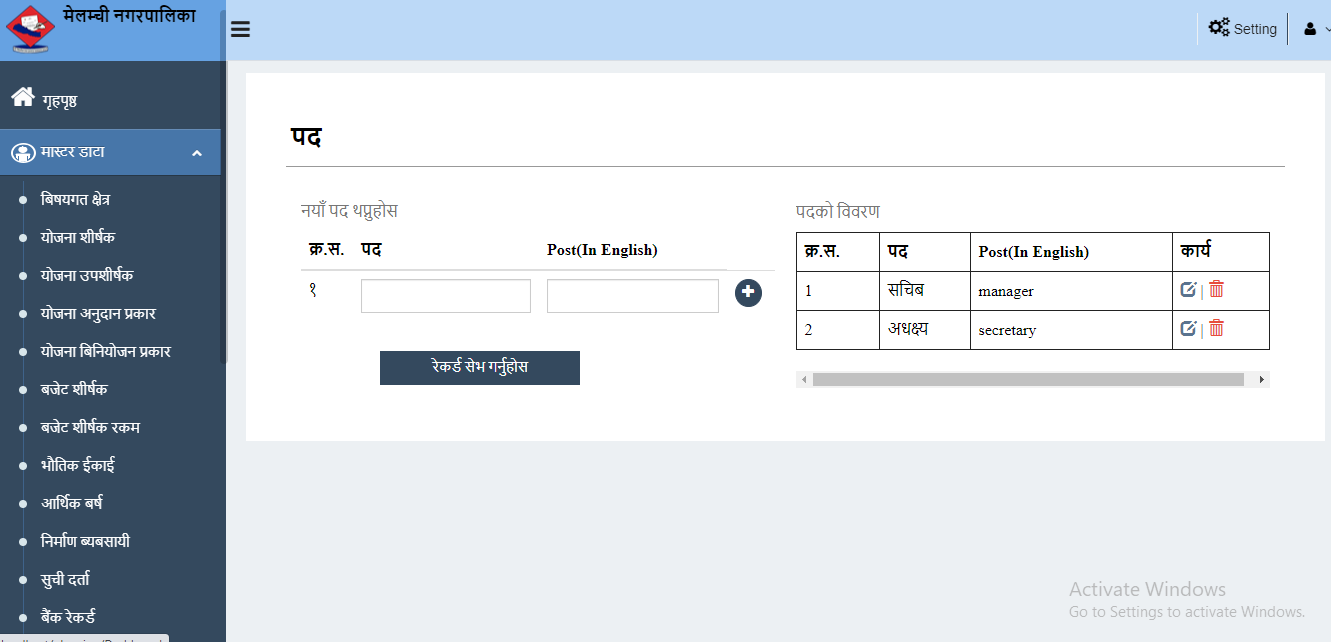 मेलम्ची नगरपालिका
Setting
गृहपृष्ठ
मास्टर डाटा
बिषयगत क्षेत्र
योजना शीर्षक
योजना उपशीर्षक
योजना अनुदान प्रकार
योजना बिनियोजन प्रकार
बजेट शीर्षक
बजेट शीर्षक रकम
भौतिक ईकाई
आर्थिक बर्ष
निर्माण ब्यबसायी
सुची दर्ता
बैंक रेकर्ड
पद
नयाँ पद थप्नुहोस
क्र.स. पद Post(In English)
१
रेकर्ड सेभ गर्नुहोस
पदको विवरण
क्र.स. पद Post(In English) कार्य
1 सचिब manager |
2 अधक्ष्य secretary |
Activate Windows
Go to Settings to activate Windows.